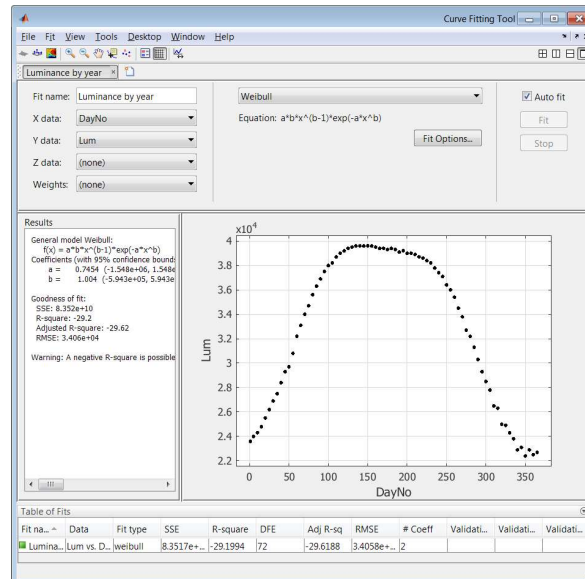 Curve Fitting Tool
File Fit View Tools Desktop Window Help
Luminance by year
Fit name: Luminance by year
X data: DayNo
Y data: Lum
Z data: (none)
Weights: (none)
Weibull
Equation: a*b*x^(b-1)*exp(-a*x^b)
Fit Options...
Auto fit
Fit
Stop
Results
General model Weibull:
f(x) = a*b*x^(b-1)*exp(-a*x^b)
Coefficients (with 95% confidence bounds
a = 0.7454 (-1.548e+06, 1.548e
b = 1.004 (-5.943e+05, 5.943e
Goodness of fit:
SSE: 8.352e+10
R-square: -29.2
Adjusted R-square: -29.62
RMSE: 3.406e+04
Warning: A negative R-square is possible
x10^4
4
3.8
3.6
3.4
3.2
3
2.8
2.6
2.4
2.2
Lum
0 50 100 150 200 250 300 350
DayNo
Table of Fits
Fit na... Data Fit type SSE R-square DFE Adj R-sq RMSE # Coeff Validati... Validati... Validati...
Lumina... Lum vs. D... weibull 8.3517e+... -29.1994 72 -29.6188 3.4058e+... 2